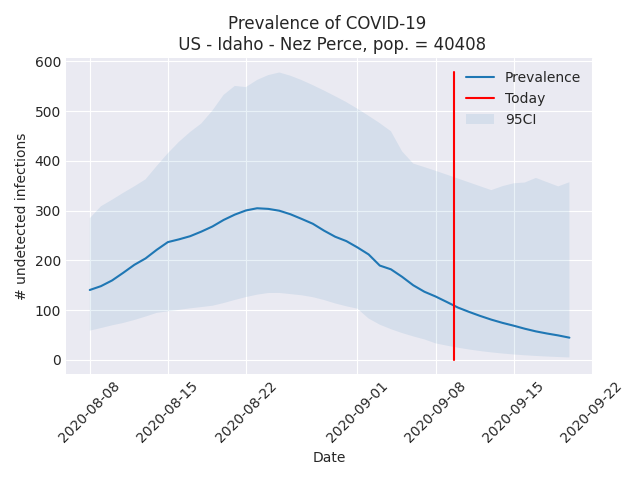 Prevalence of COVID-19
US - Idaho - Nez Perce, pop. = 40408
Prevalence
Today
95CI
# undetected infections
600
500
400
300
200
100
0
2020-08-08
2020-08-15
2020-08-22
2020-09-01
2020-09-08
2020-09-15
2020-09-22
Date